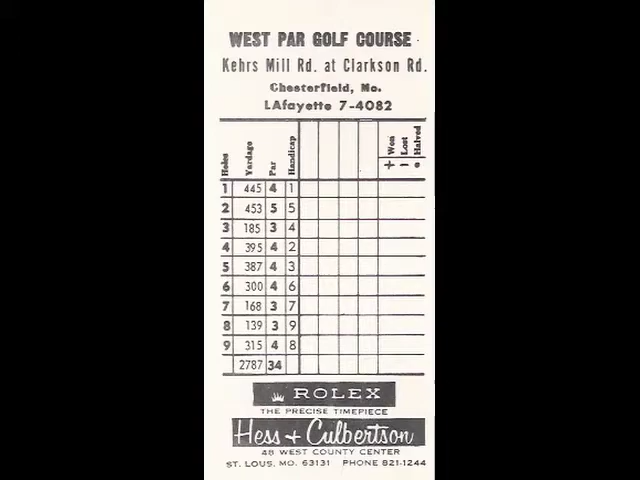 WEST PAR GOLF COURSE
Kehrs Mill Rd. at Clarkson Rd.
Chesterfield, Mo.
LAfayette 7-4082
Holes Yardage Par Handicap + Won - Lost o Halved
1 445 4 1
2 453 5 5
3 185 3 4
4 395 4 2
5 387 4 3
6 300 4 6
7 168 3 7
8 139 3 9
9 315 4 8
2787 34
ROLEX
THE PRECISE TIMEPIECE
Hess + Culbertson
48 WEST COUNTY CENTER
ST. LOUS, MO. 63131 PHONE 821-1244